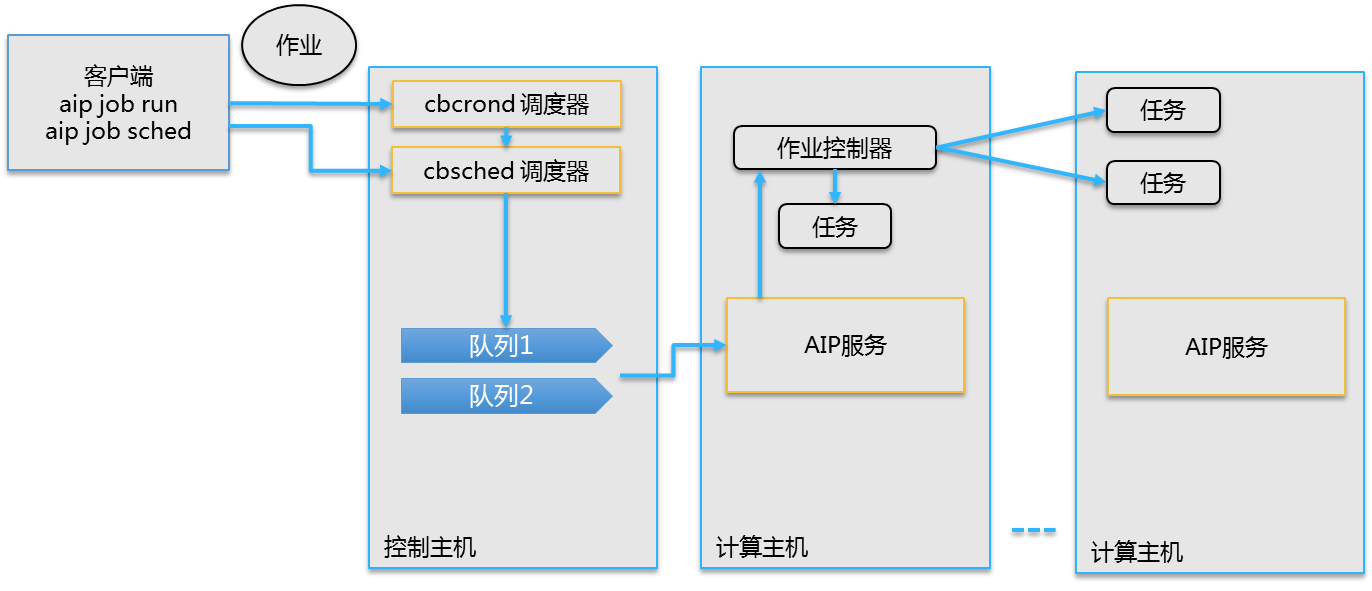 作业
客户端
aip job run
aip job sched
cbcrond 调度器
cbsched 调度器
队列1
队列2
控制主机
作业控制器
任务
AIP服务
计算主机
任务
任务
AIP服务
计算主机